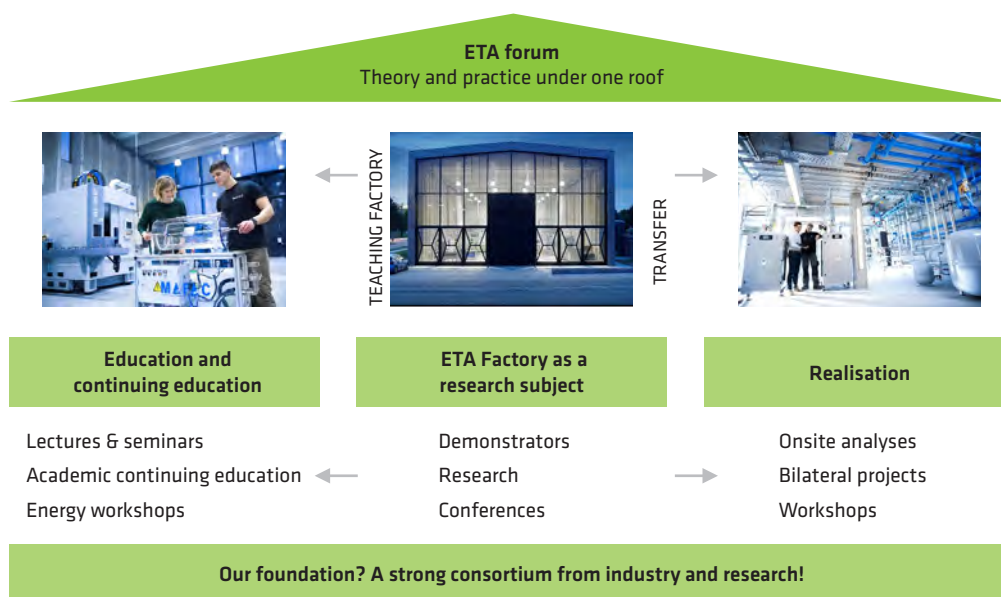 ETA forum
Theory and practice under one roof
TEACHING FACTORY
TRANSFER
Education and
continuing education
ETA Factory as a
research subject
Realisation
Lectures & seminars
Academic continuing education
Energy workshops
Demonstrators
Research
Conferences
Onsite analyses
Bilateral projects
Workshops
Our foundation? A strong consortium from industry and research!